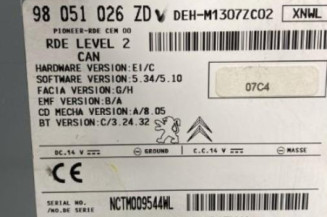 98 051 026 ZD V DEH-M1307ZC02 XNWL
PIONEER-RDE CEN 00
RDE LEVEL 2
CAN
HARDWARE VERSION: E1/C
SOFTWARE VERSION: 5.34/5.10
FACIA VERSION: G/H
EMF VERSION: B/A
CD MECHA VERSION: A/8.05
BT VERSION: C/3.24.32
07C4
DC.14 V GROUND C.C.14 V MASSE
CE
SERIAL NUMBER
/NO.DE SERIE
NCTM009544WL